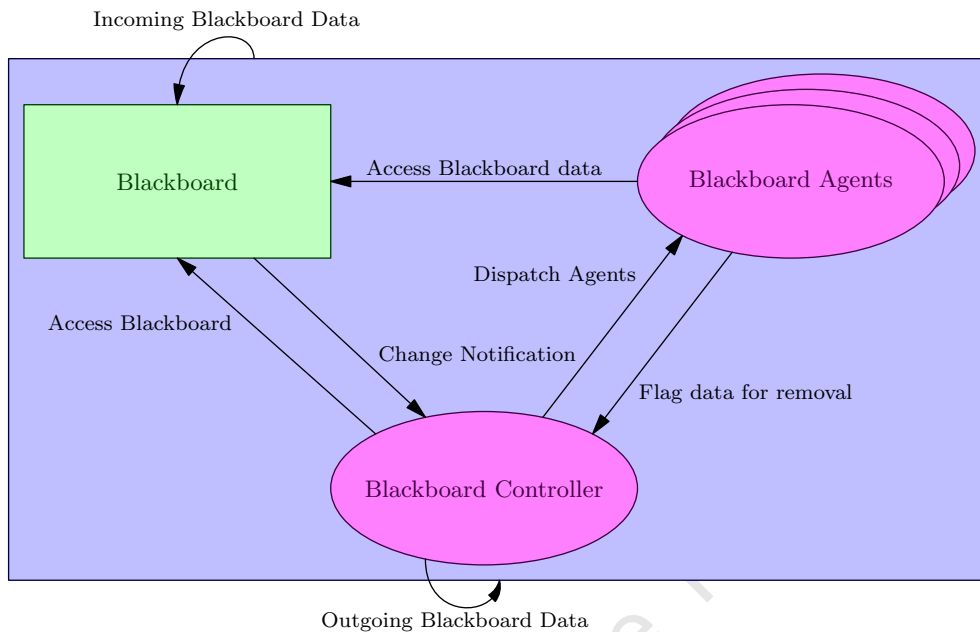 Incoming Blackboard Data
Blackboard
Access Blackboard data
Blackboard Agents
Dispatch Agents
Access Blackboard
Change Notification
Flag data for removal
Blackboard Controller
Outgoing Blackboard Data